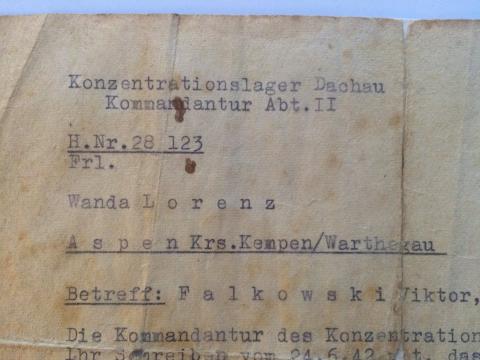 Konzentrationslager Dachau
Kommandantur Abt.II
H.Nr.28 123
Frl.
Wanda L o r e n z
A s p e n Krs.Kempen/Warthegau
Betreff: F a l k o w s k i Viktor,
Die Kommandantur des Konzentration
Ihr Schreiben vom 24.6.42 das